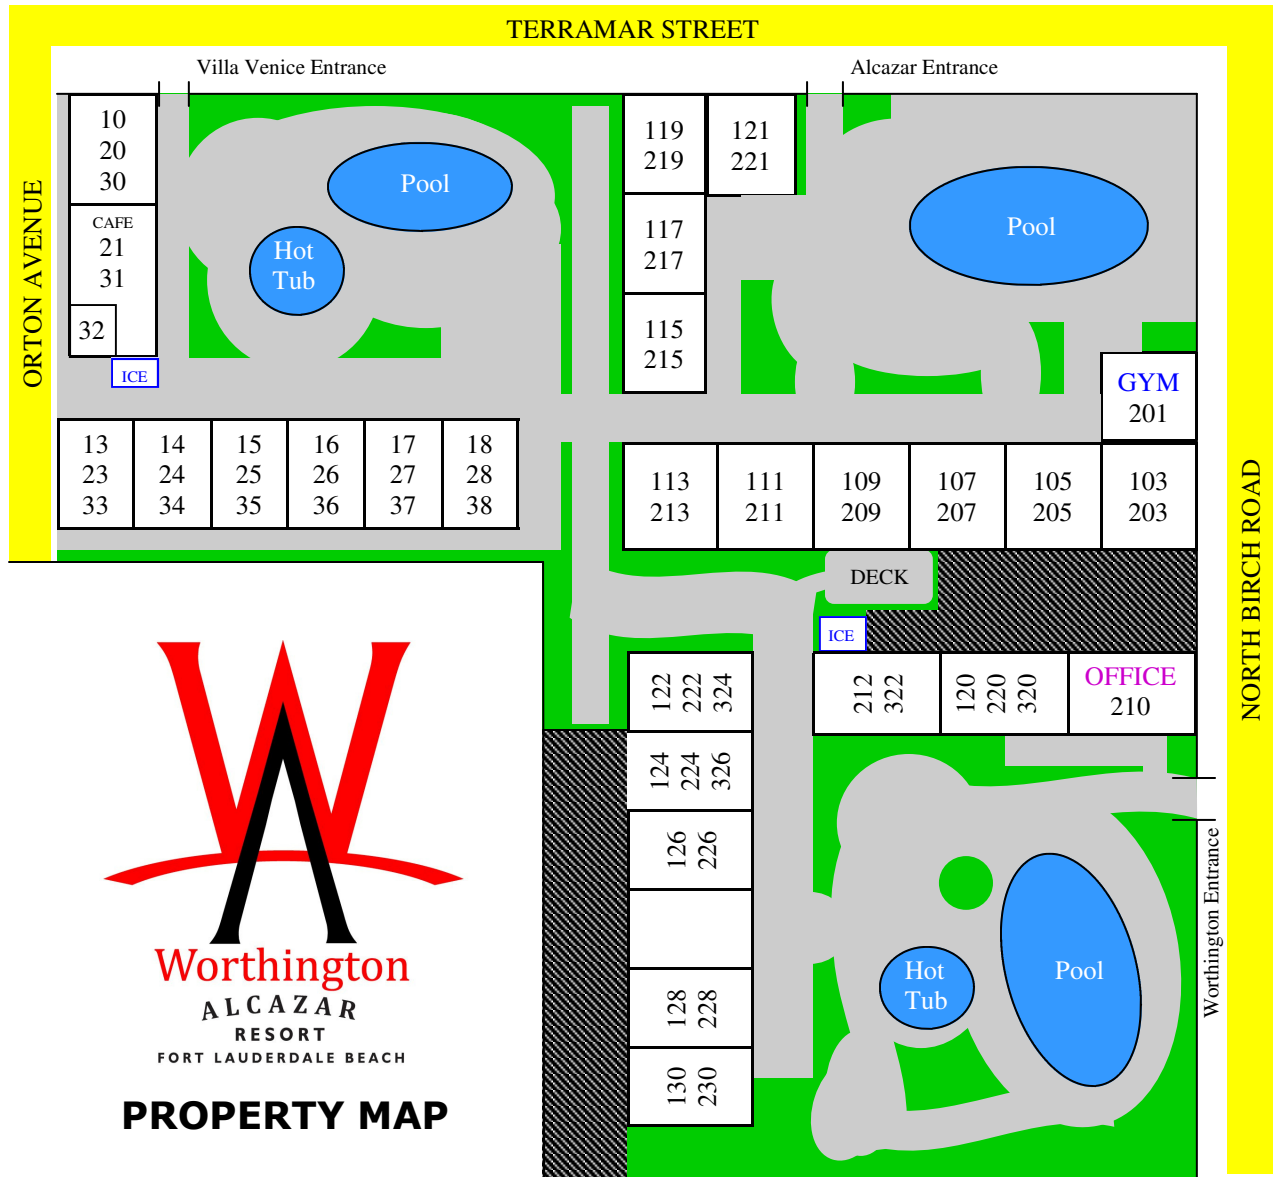 TERRAMAR STREET
Villa Venice Entrance
Alcazar Entrance
ORTON AVENUE
10
20
30
CAFE
21
31
32
ICE
Pool
Hot
Tub
119
219
121
221
117
217
115
215
Pool
GYM
201
13
23
33
14
24
34
15
25
35
16
26
36
17
27
37
18
28
38
113
213
111
211
109
209
107
207
105
205
103
203
NORTH BIRCH ROAD
DECK
ICE
122
222
324
212
322
120
220
320
OFFICE
210
124
224
326
126
226
128
228
130
230
Hot
Tub
Pool
Worthington Entrance
Worthington
ALCAZAR
RESORT
FORT LAUDERDALE BEACH
PROPERTY MAP